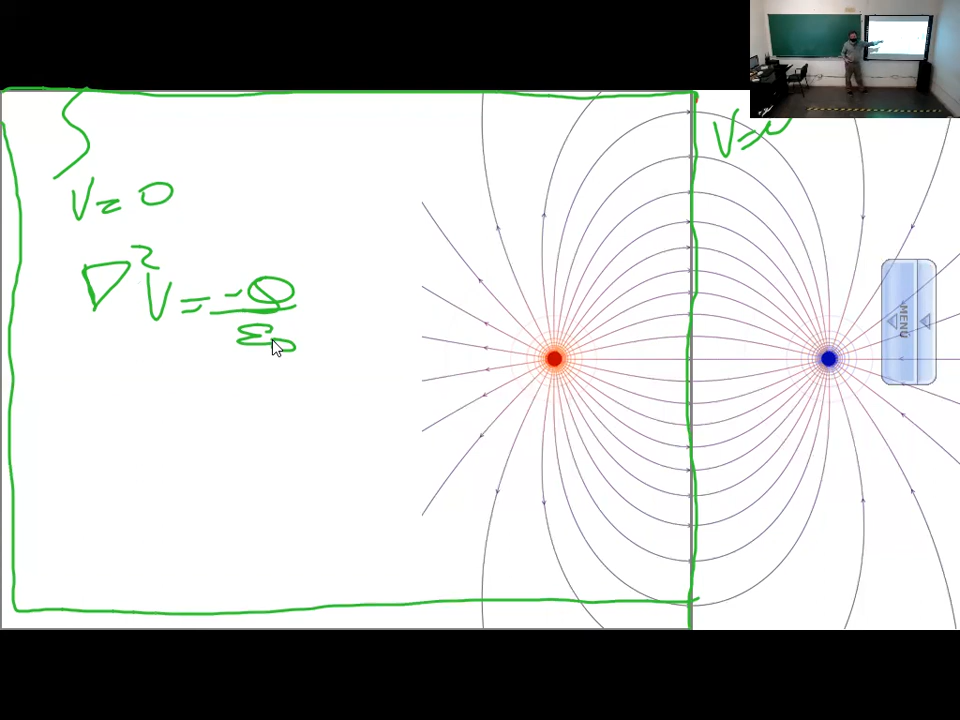 V = 0
∇²V = -Q/ε₀
V=0
MENU